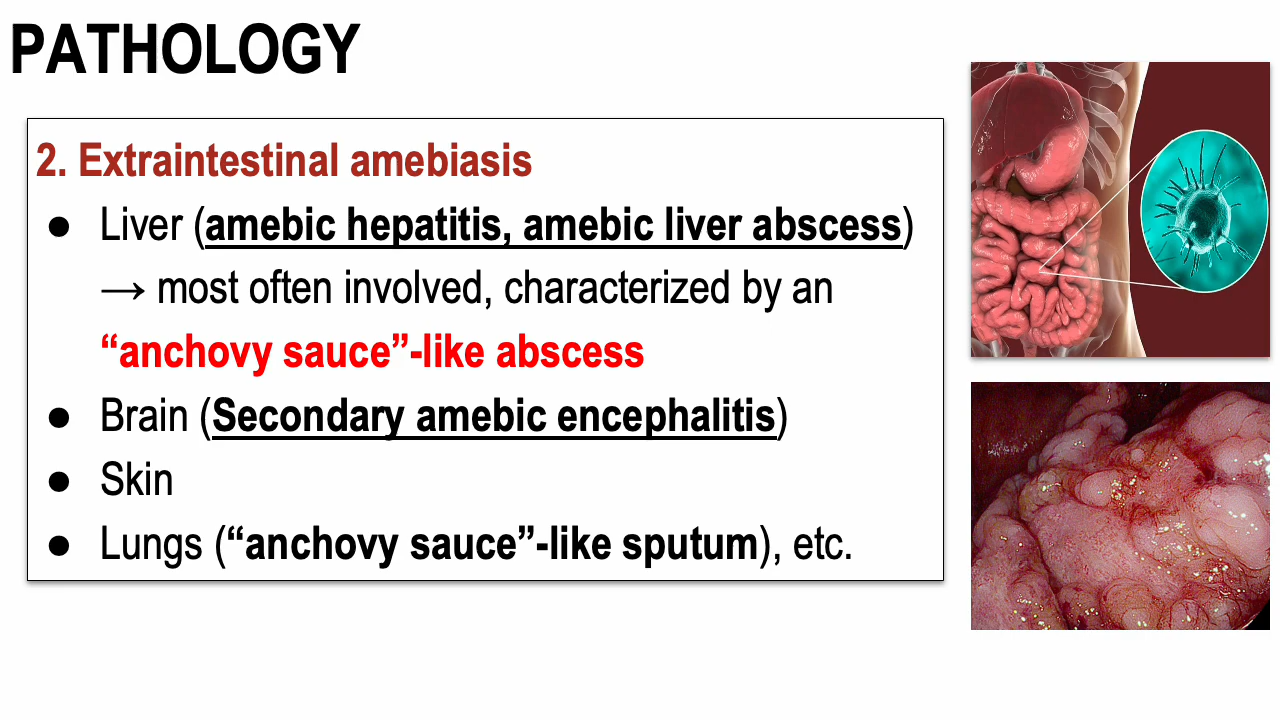 PATHOLOGY
2. Extraintestinal amebiasis
● Liver (amebic hepatitis, amebic liver abscess)
→ most often involved, characterized by an
“anchovy sauce”-like abscess
● Brain (Secondary amebic encephalitis)
● Skin
● Lungs (“anchovy sauce”-like sputum), etc.